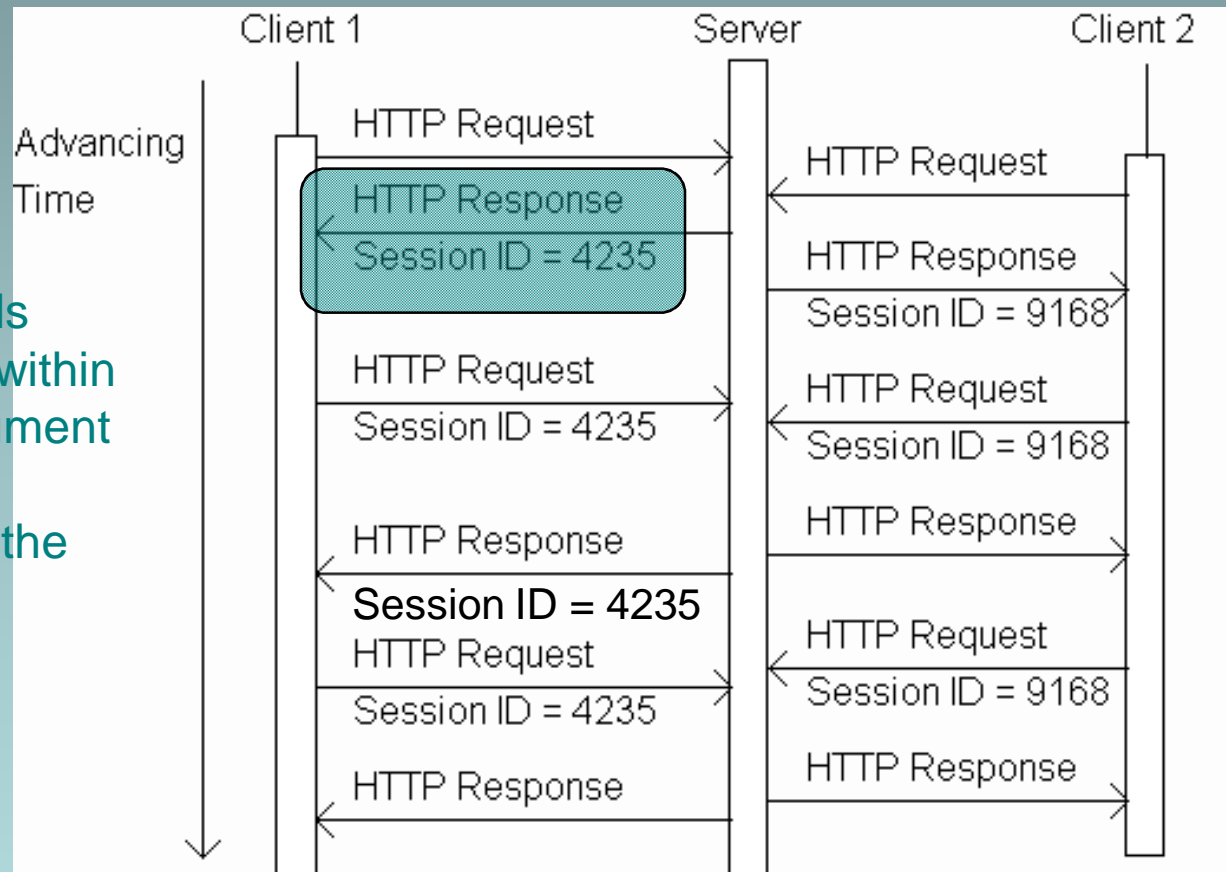 Client 1
Server
Client 2
Advancing
Time
HTTP Request
HTTP Request
HTTP Response
Session ID = 4235
HTTP Response
Session ID = 9168
within
HTTP Request
Session ID = 4235
HTTP Request
Session ID = 9168
the
HTTP Response
Session ID = 4235
HTTP Response
HTTP Request
Session ID = 4235
HTTP Request
Session ID = 9168
HTTP Response
HTTP Response